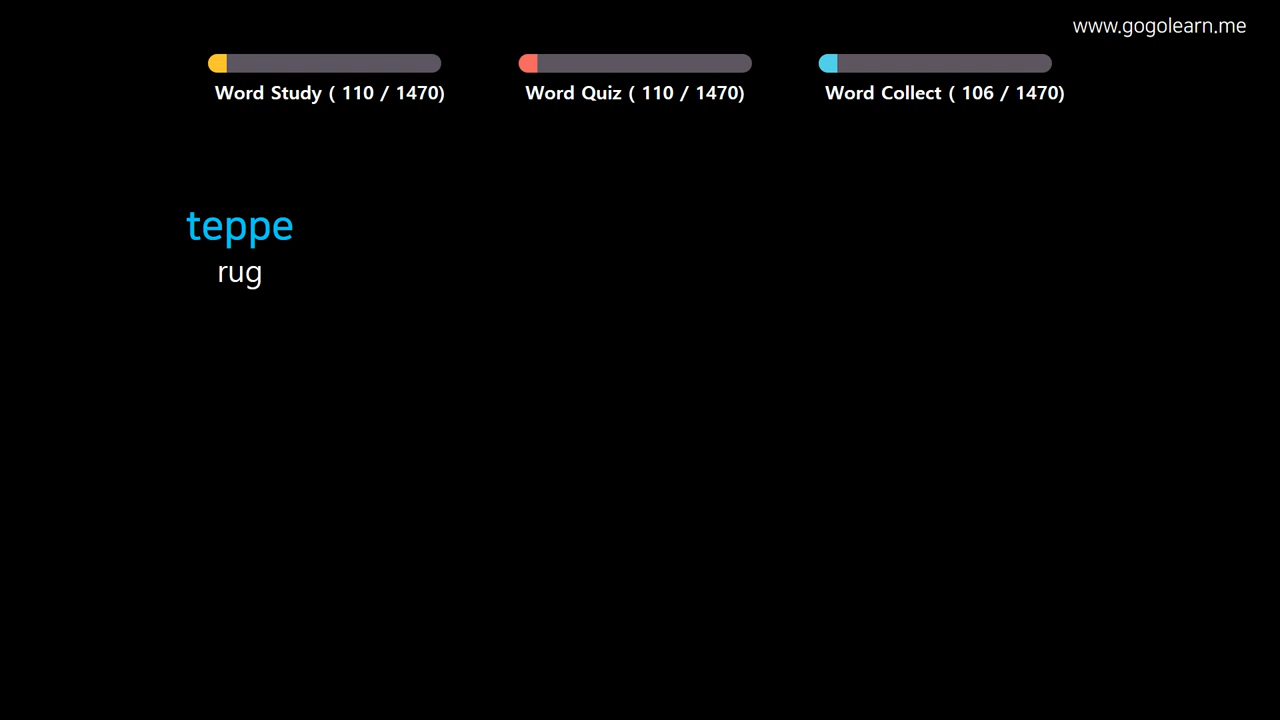 www.gogolearn.me
Word Study ( 110 / 1470)
Word Quiz ( 110 / 1470)
Word Collect ( 106 / 1470)
teppe
rug